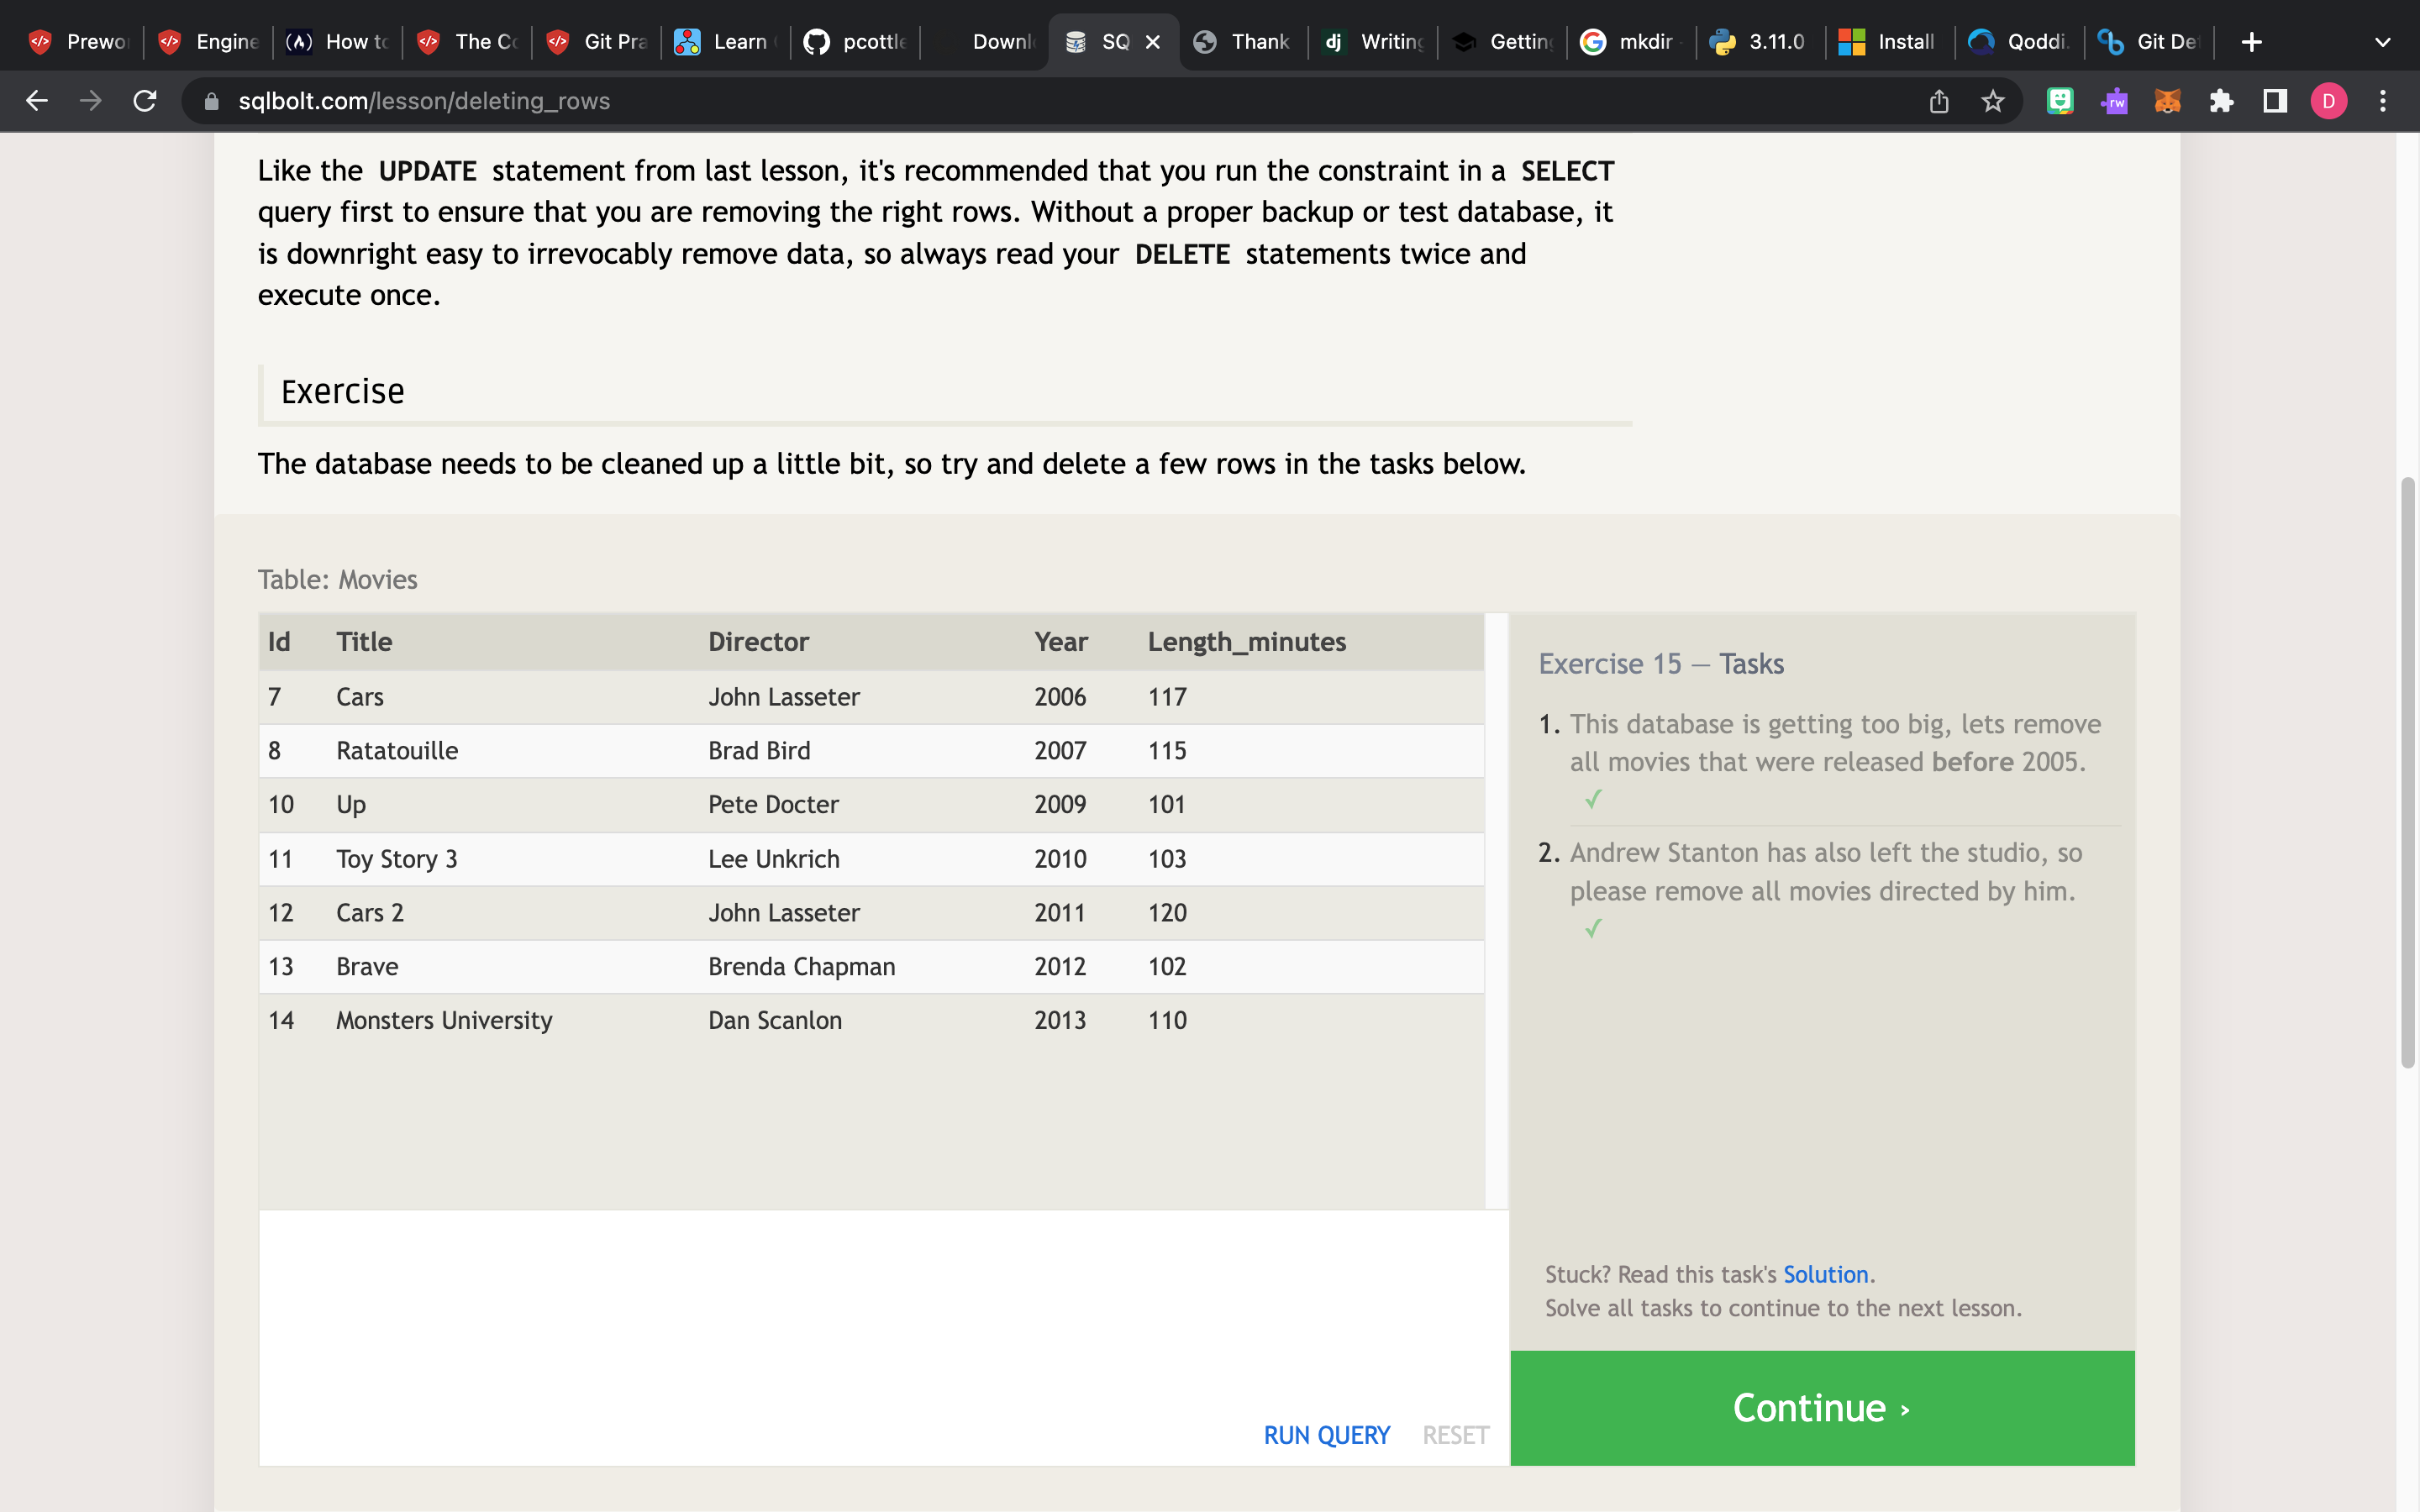 Prewo
Engine
How to
The Co
Git Pra
Learn
pcottle
Downl
SQ
Thank
dj
Writing
Getting
mkdir
3.11.0
Install
Qoddi.
Git De
sqlbolt.com/lesson/deleting_rows
rw
D
Like the UPDATE statement from last lesson, it's recommended that you run the constraint in a SELECT
query first to ensure that you are removing the right rows. Without a proper backup or test database, it
is downright easy to irrevocably remove data, so always read your DELETE statements twice and
execute once.
Exercise
The database needs to be cleaned up a little bit, so try and delete a few rows in the tasks below.
Table: Movies
Id Title Director Year Length_minutes
7 Cars John Lasseter 2006 117
8 Ratatouille Brad Bird 2007 115
10 Up Pete Docter 2009 101
11 Toy Story 3 Lee Unkrich 2010 103
12 Cars 2 John Lasseter 2011 120
13 Brave Brenda Chapman 2012 102
14 Monsters University Dan Scanlon 2013 110
RUN QUERY RESET
Exercise 15 — Tasks
1. This database is getting too big, lets remove
all movies that were released before 2005.
✓
2. Andrew Stanton has also left the studio, so
please remove all movies directed by him.
✓
Stuck? Read this task's Solution.
Solve all tasks to continue to the next lesson.
Continue ›